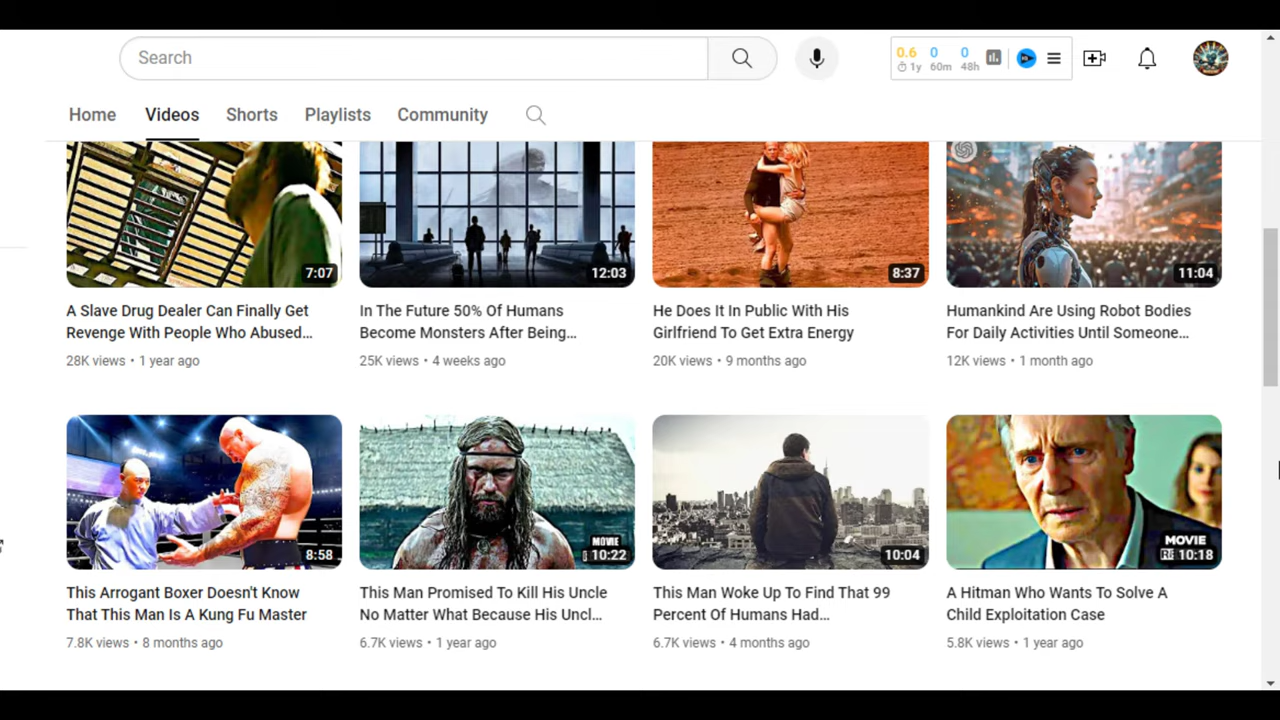 Search
0.6 0 0
1y 60m 48h
Home Videos Shorts Playlists Community
7:07
12:03
8:37
11:04
A Slave Drug Dealer Can Finally Get
Revenge With People Who Abused...
28K views • 1 year ago
In The Future 50% Of Humans
Become Monsters After Being...
25K views • 4 weeks ago
He Does It In Public With His
Girlfriend To Get Extra Energy
20K views • 9 months ago
Humankind Are Using Robot Bodies
For Daily Activities Until Someone...
12K views • 1 month ago
8:58
MOVIE
10:22
10:04
MOVIE
10:18
This Arrogant Boxer Doesn't Know
That This Man Is A Kung Fu Master
7.8K views • 8 months ago
This Man Promised To Kill His Uncle
No Matter What Because His Uncl...
6.7K views • 1 year ago
This Man Woke Up To Find That 99
Percent Of Humans Had...
6.7K views • 4 months ago
A Hitman Who Wants To Solve A
Child Exploitation Case
5.8K views • 1 year ago